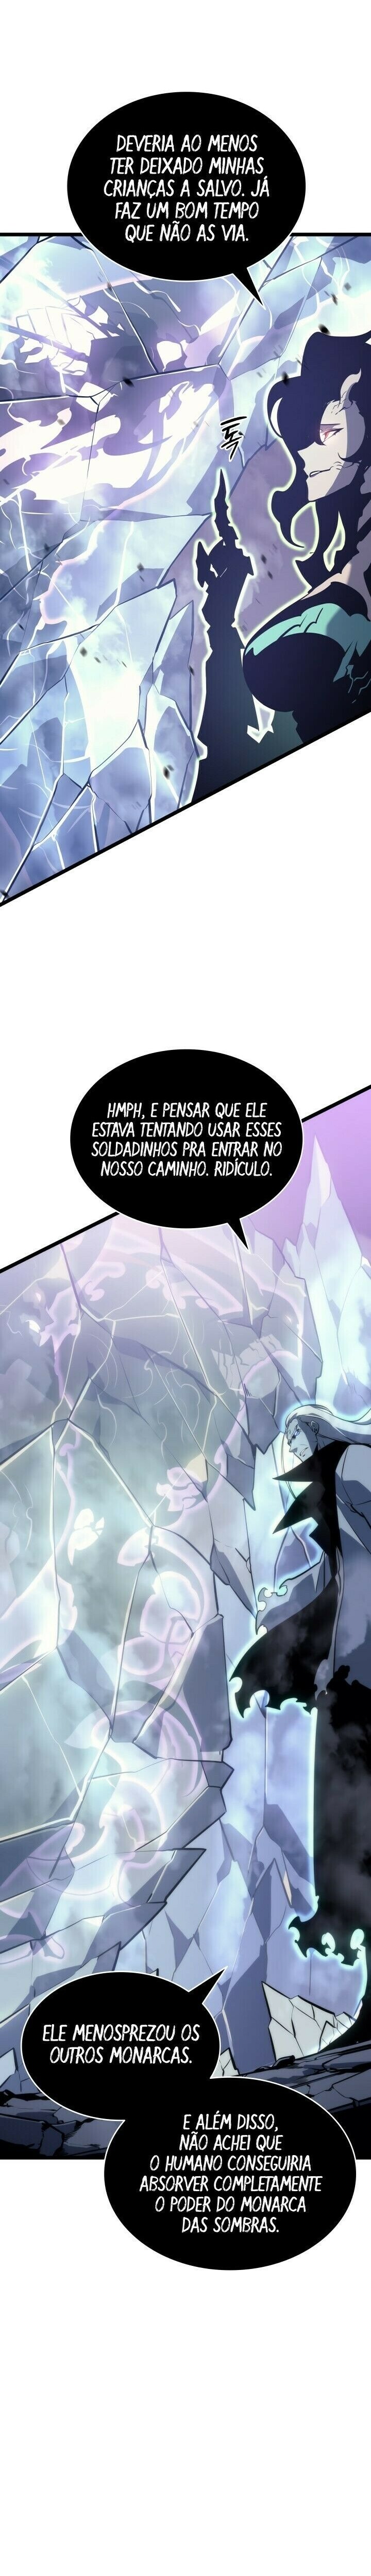 DEVERIA AO MENOS
TER DEIXADO MINHAS
CRIANÇAS A SALVO. JÁ
FAZ UM BOM TEMPO
QUE NÃO AS VIA.
톡
HMPH, E PENSAR QUE ELE
ESTAVA TENTANDO USAR ESSES
SOLDADINHOS PRA ENTRAR NO
NOSSO CAMINHO. RIDÍCULO.
ELE MENOSPREZOU OS
OUTROS MONARCAS.
E ALÉM DISSO,
NÃO ACHEI QUE
O HUMANO CONSEGUIRIA
ABSORVER COMPLETAMENTE
O PODER DO MONARCA
DAS SOMBRAS.